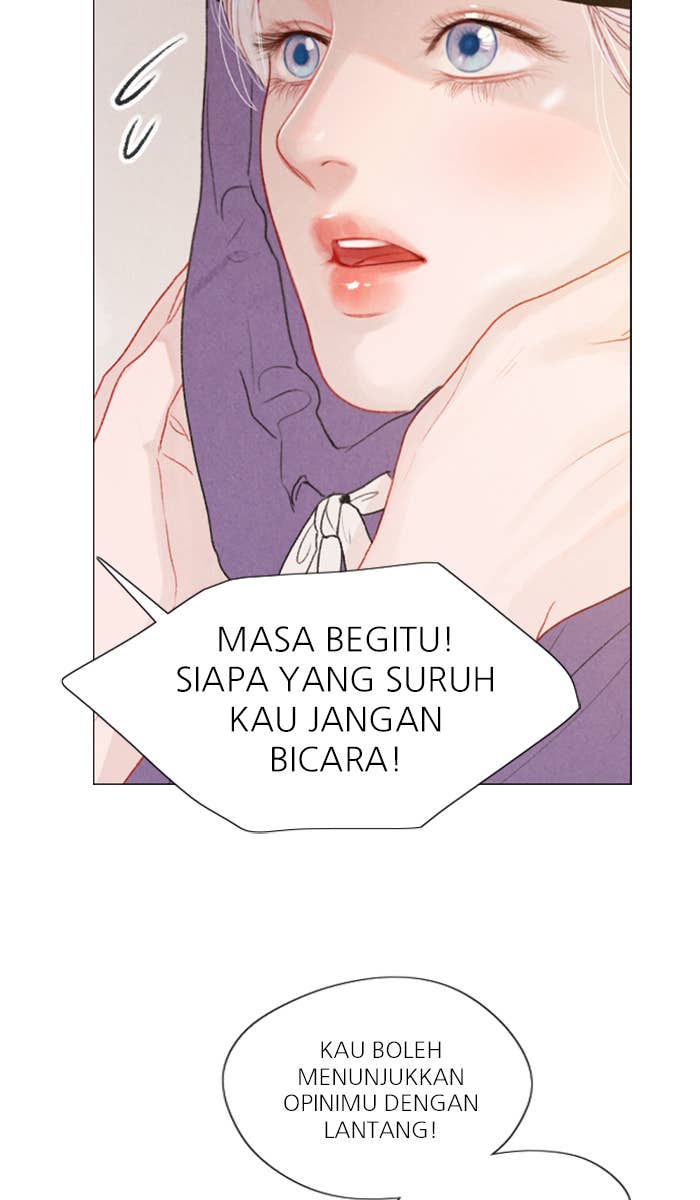 MASA BEGITU!
SIAPA YANG SURUH
KAU JANGAN
BICARA!
KAU BOLEH
MENUNJUKKAN
OPINIMU DENGAN
LANTANG!